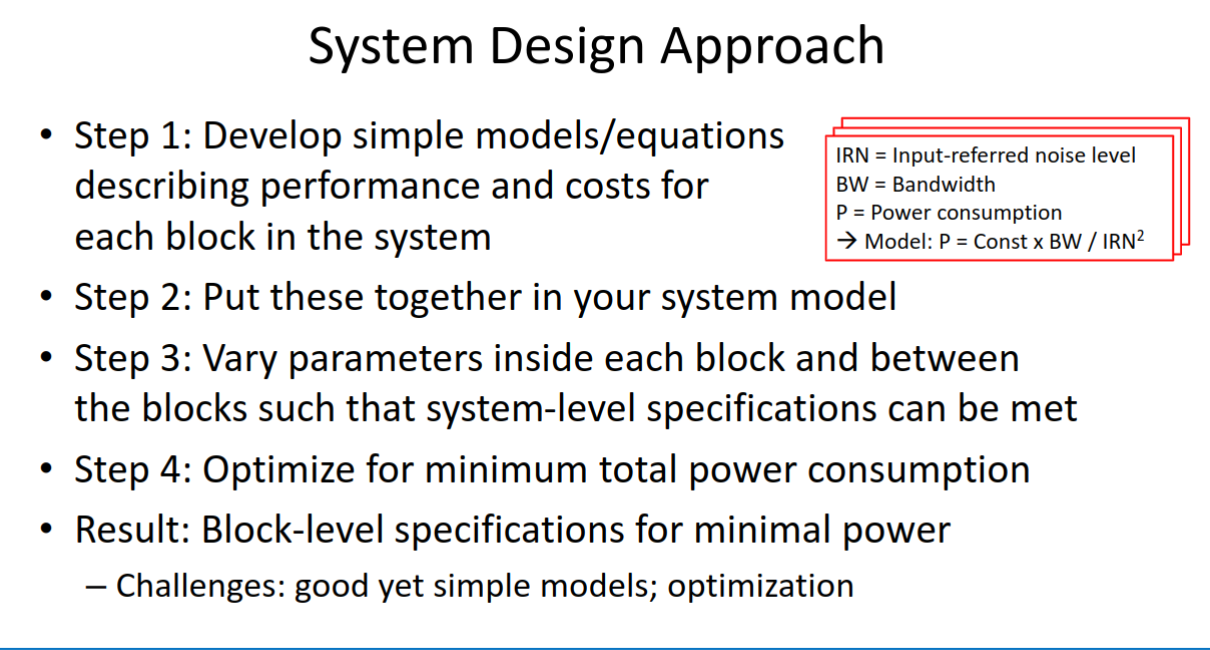 System Design Approach
• Step 1: Develop simple models/equations
describing performance and costs for
each block in the system
IRN = Input-referred noise level
BW = Bandwidth
P = Power consumption
→ Model: P = Const x BW / IRN²
• Step 2: Put these together in your system model
• Step 3: Vary parameters inside each block and between
the blocks such that system-level specifications can be met
• Step 4: Optimize for minimum total power consumption
• Result: Block-level specifications for minimal power
– Challenges: good yet simple models; optimization